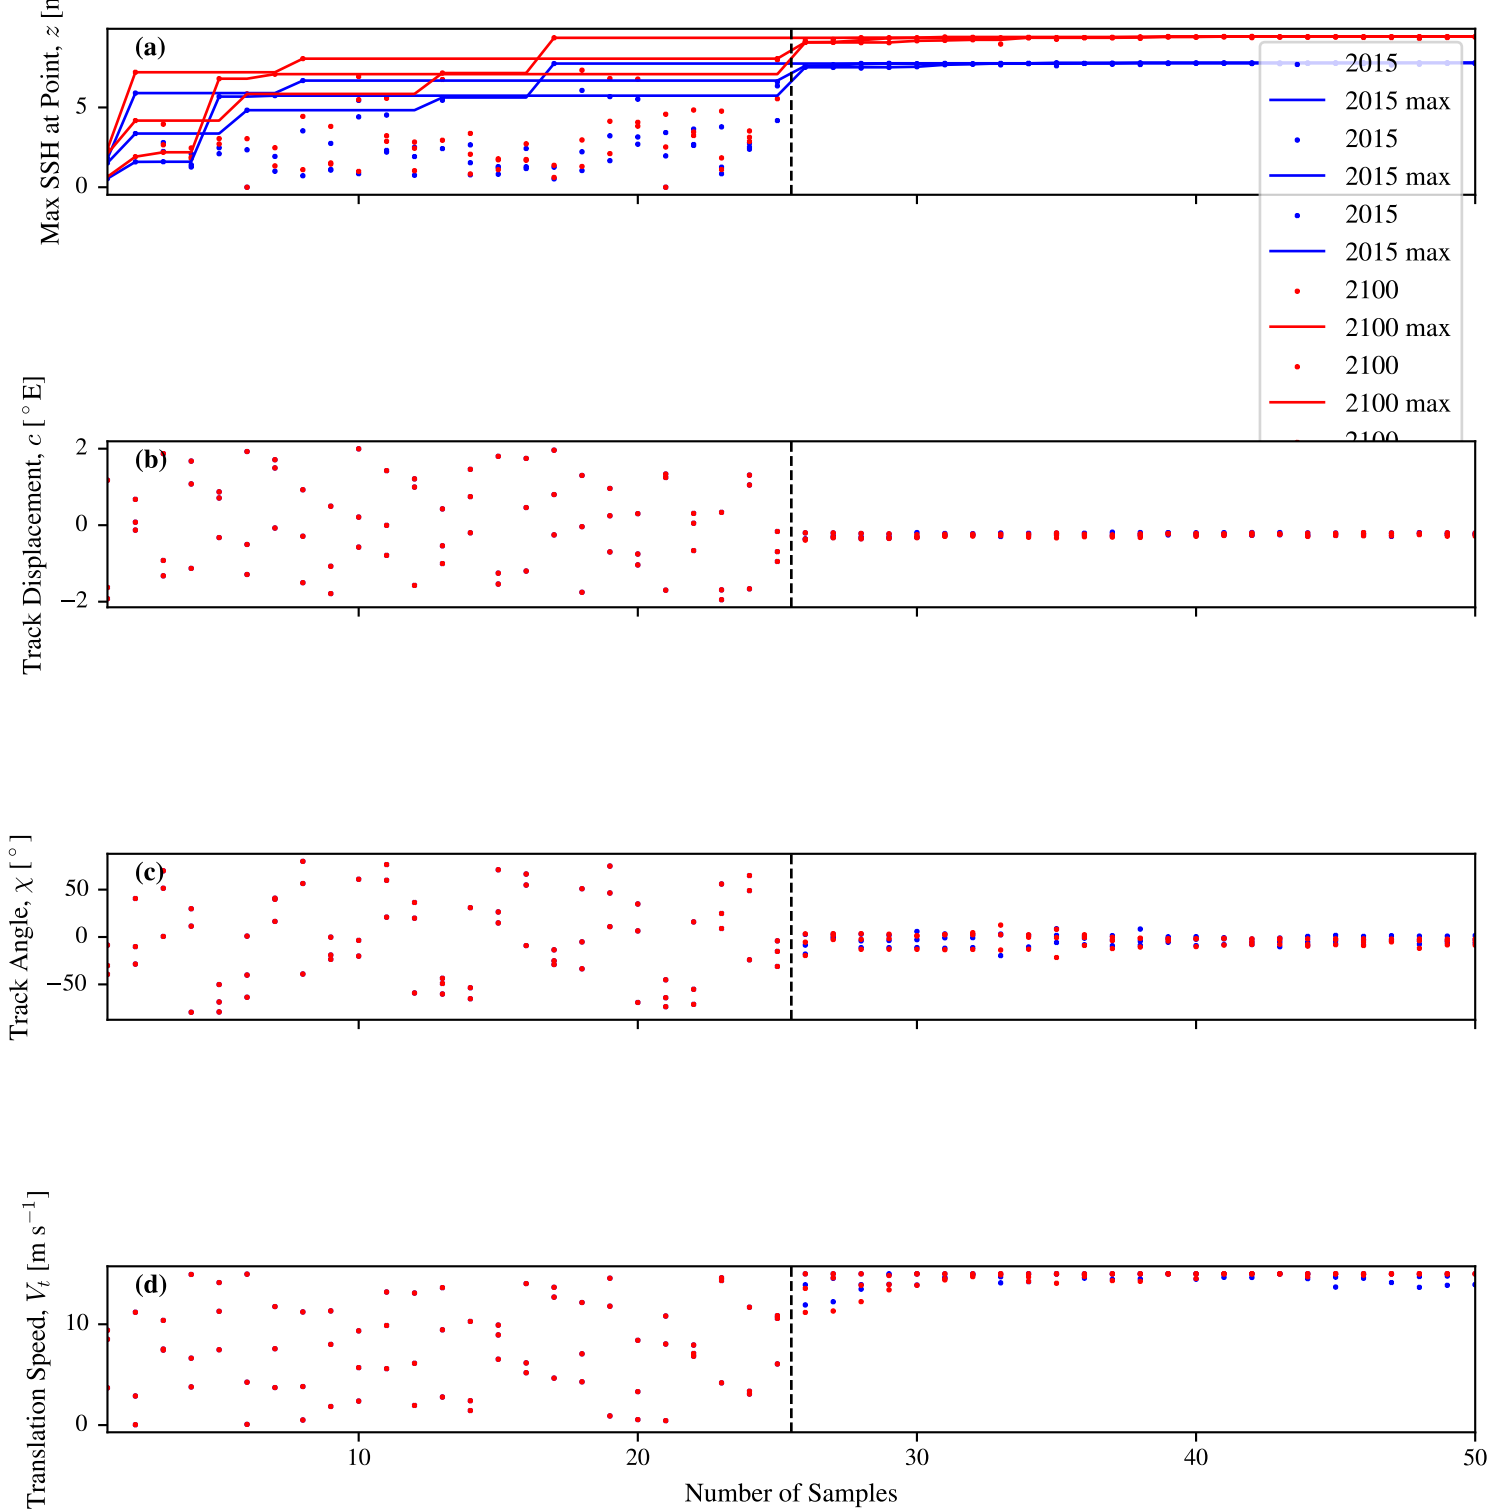 Max SSH at Point, z [m
(a)
5
0
2015
2015 max
2015
2015 max
2015
2015 max
2100
2100 max
2100
2100 max
2100
Track Displacement, c [°E]
(b)
2
0
−2
Track Angle, χ [°]
(c)
50
0
−50
Translation Speed, Vt [m s−1]
(d)
10
0
10
20
30
40
50
Number of Samples